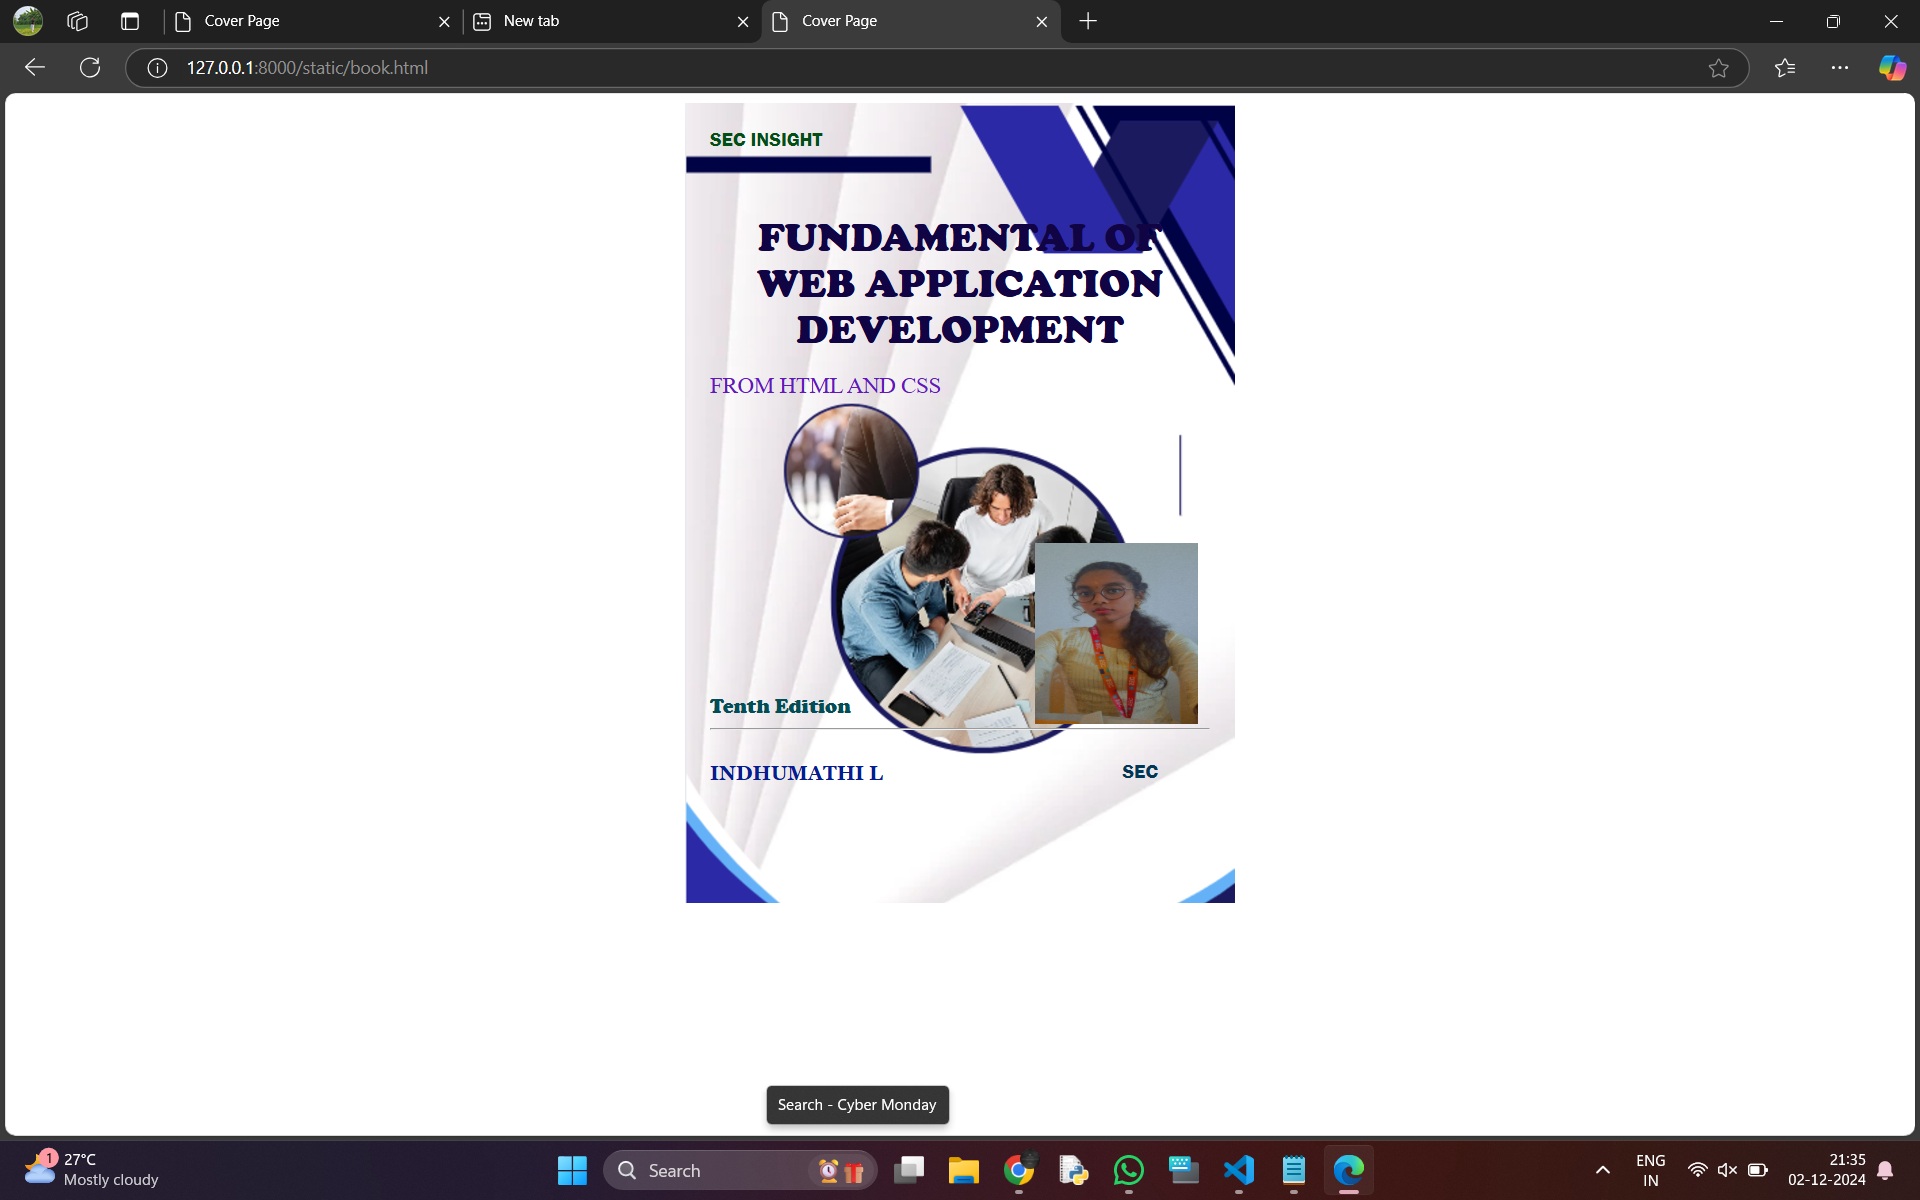 Cover Page
New tab
Cover Page
127.0.0.1:8000/static/book.html
SEC INSIGHT
FUNDAMENTAL OF
WEB APPLICATION
DEVELOPMENT
FROM HTML AND CSS
Tenth Edition
INDHUMATHI L
SEC
Search - Cyber Monday
1
27°C
Mostly cloudy
Search
ENG
IN
21:35
02-12-2024